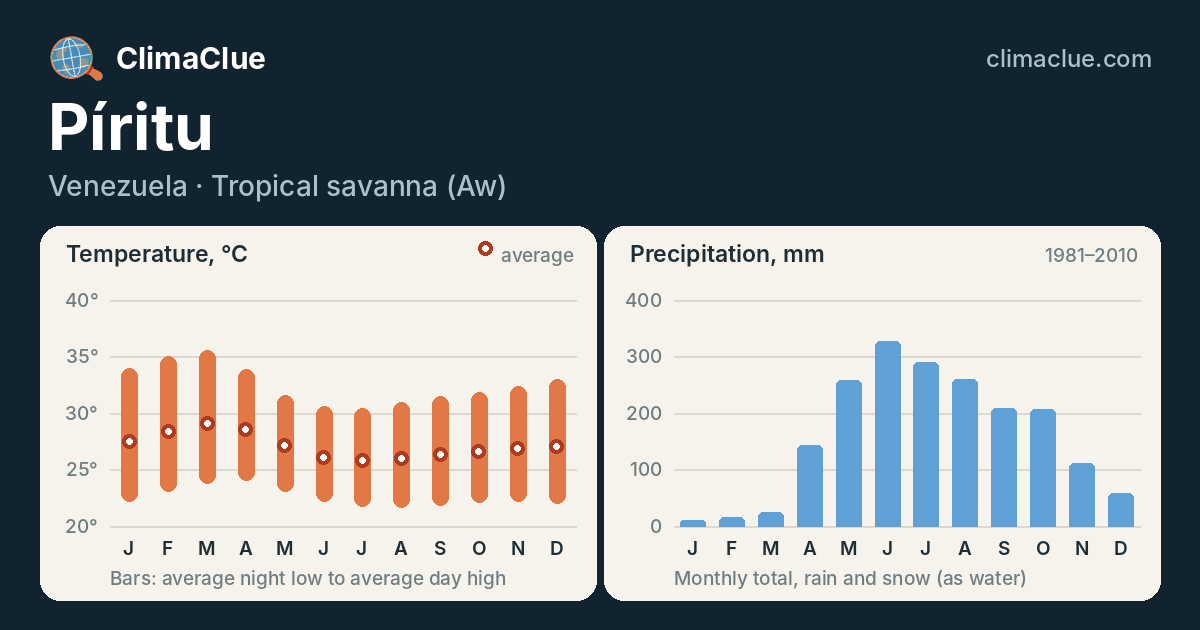 ClimaClue
climaclue.com
Píritu
Venezuela · Tropical savanna (Aw)
Temperature, °C
average
40°
35°
30°
25°
20°
J F M A M J J A S O N D
Bars: average night low to average day high
Precipitation, mm
1981–2010
400
300
200
100
0
J F M A M J J A S O N D
Monthly total, rain and snow (as water)